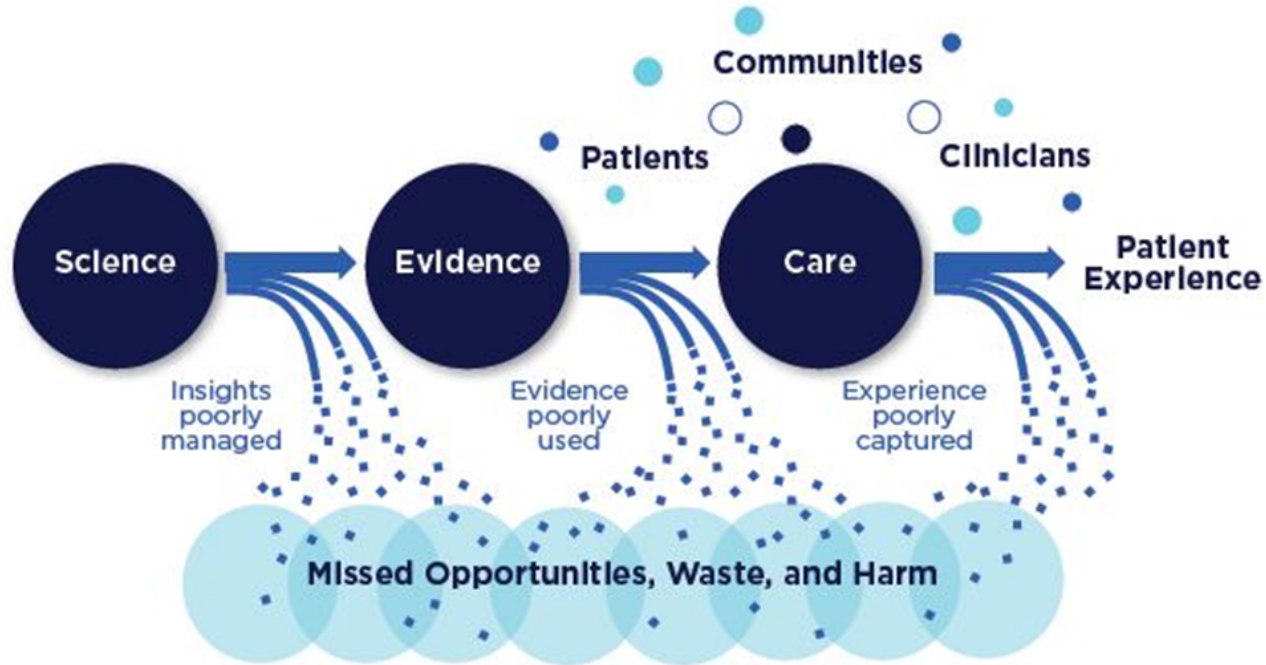 Communities
Patients
Clinicians
Science
Evidence
Care
Patient
Experience
Insights
poorly
managed
Evidence
poorly
used
Experience
poorly
captured
Missed Opportunities, Waste, and Harm